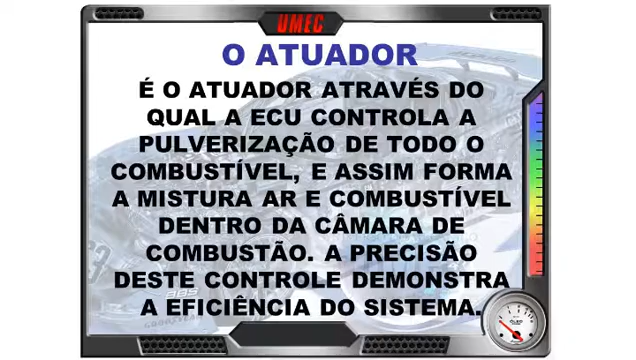 UMEC
O ATUADOR
É O ATUADOR ATRAVÉS DO
QUAL A ECU CONTROLA A
PULVERIZAÇÃO DE TODO O
COMBUSTÍVEL, E ASSIM FORMA
A MISTURA AR E COMBUSTÍVEL
DENTRO DA CÂMARA DE
COMBUSTÃO. A PRECISÃO
DESTE CONTROLE DEMONSTRA
A EFICIÊNCIA DO SISTEMA.